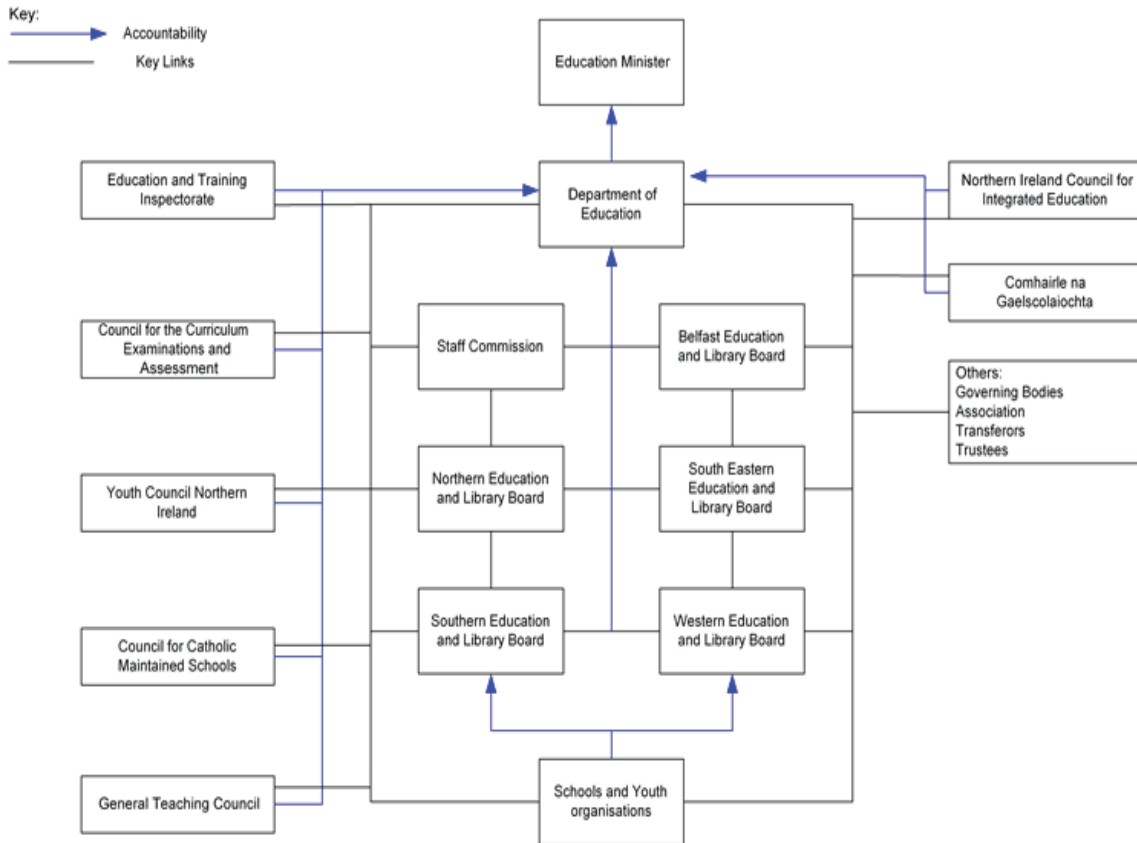 Key:
Accountability
Key Links
Education Minister
Education and Training
Inspectorate
Department of
Education
Northern Ireland Council for
Integrated Education
Comhairle na
Gaelscolaiochta
Council for the Curriculum
Examinations and
Assessment
Staff Commission
Belfast Education
and Library Board
Others:
Governing Bodies
Association
Transferors
Trustees
Youth Council Northern
Ireland
Northern Education
and Library Board
South Eastern
Education and
Library Board
Council for Catholic
Maintained Schools
Southern Education
and Library Board
Western Education
and Library Board
General Teaching Council
Schools and Youth
organisations